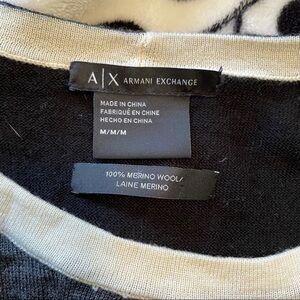 A|X ARMANI EXCHANGE
MADE IN CHINA
FABRIQUÉ EN CHINE
HECHO EN CHINA
M/M/M
100% MERINO WOOL/
LAINE MERINO